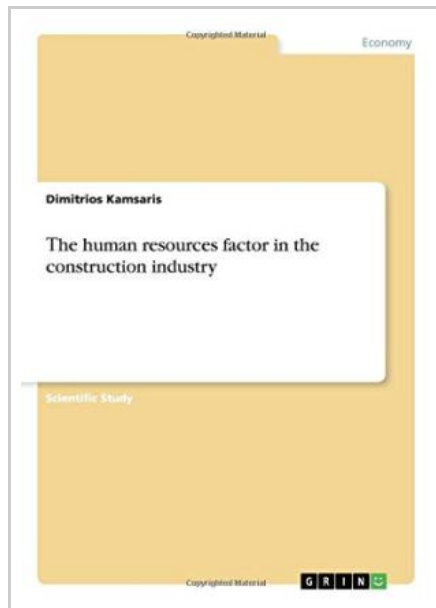 Copyrighted Material
Economy
Dimitrios Kamsaris
The human resources factor in the
construction industry
Scientific Study
Copyrighted Material
GRIN